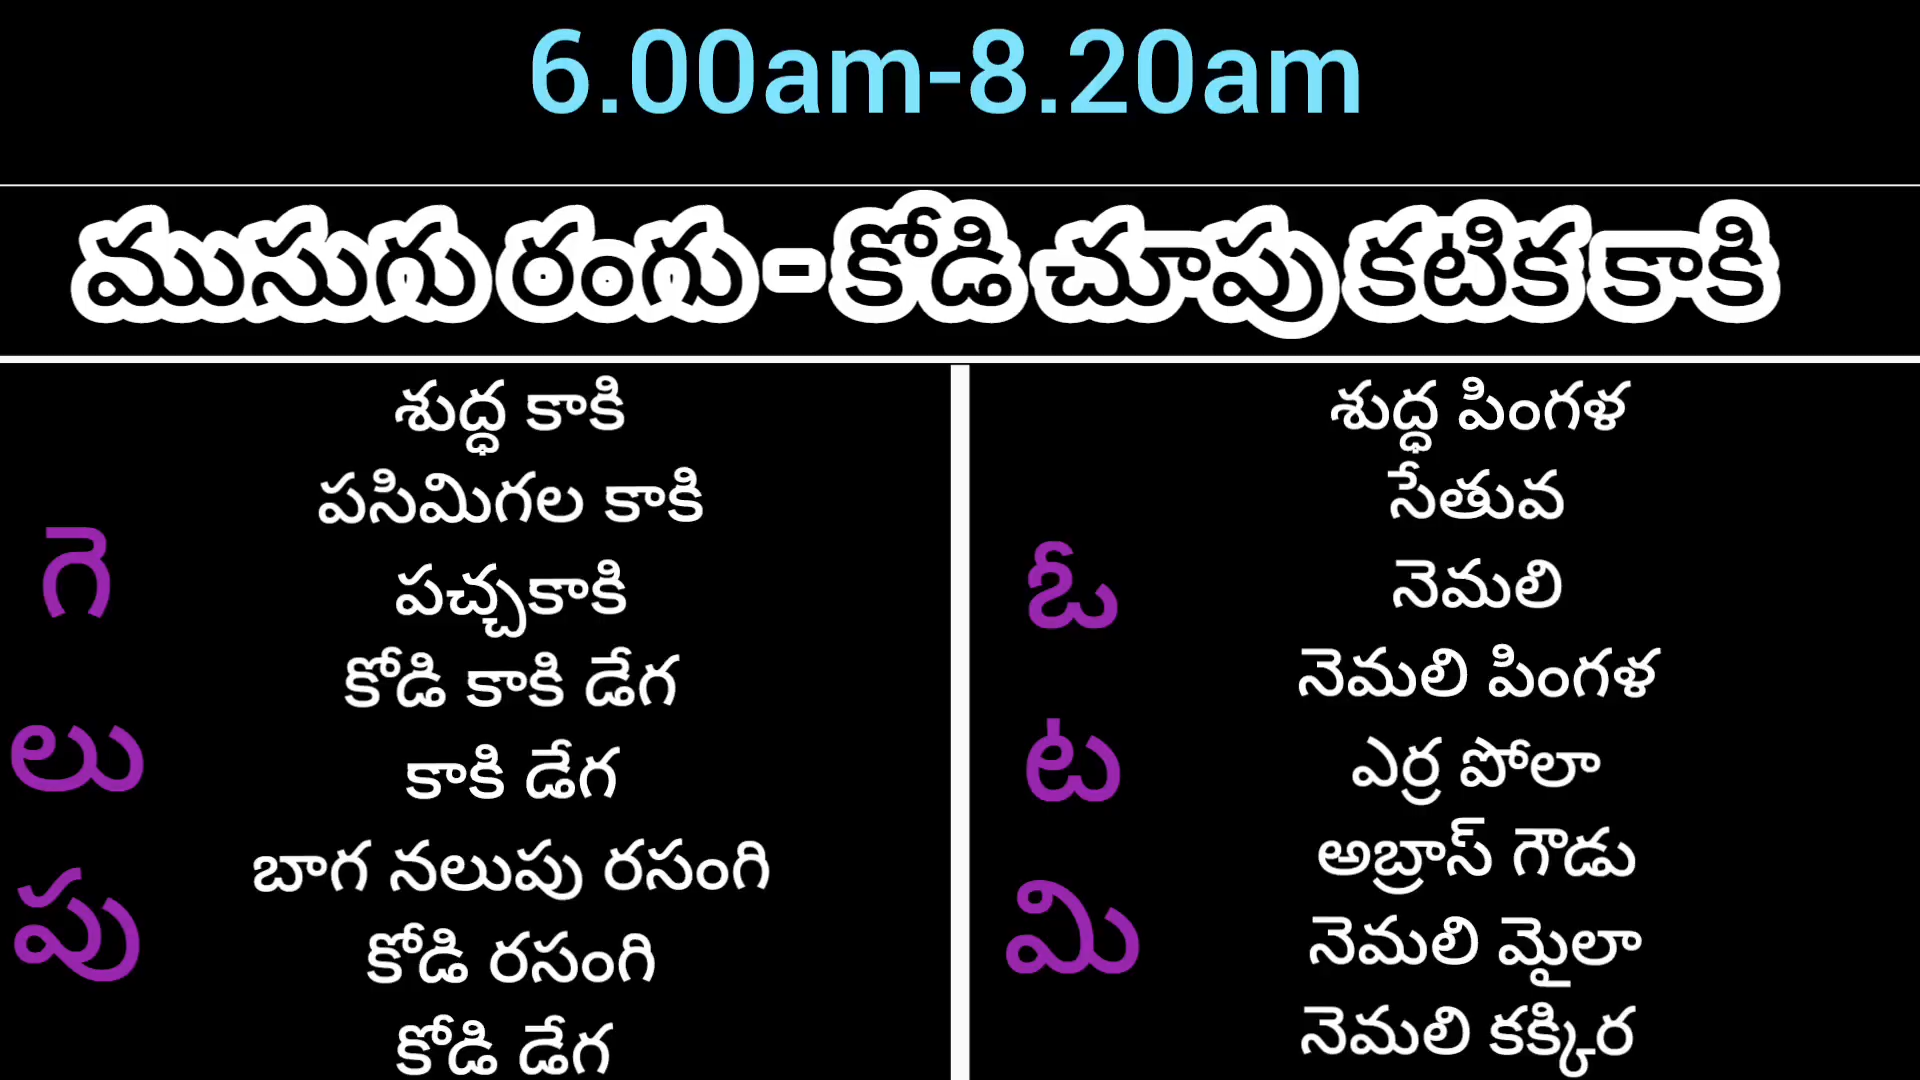 6.00am-8.20am
ముసుగు రంగు - కోడి చూపు కటిక కాకి
గెలుపు
శుద్ధ కాకి
పసిమిగల కాకి
పచ్చకాకి
కోడి కాకి డేగ
కాకి డేగ
బాగ నలుపు రసంగి
కోడి రసంగి
కోడి డేగ
ఓటమి
శుద్ధ పింగళ
సేతువ
నెమలి
నెమలి పింగళ
ఎర్ర పోలా
అబ్రాస్ గౌడు
నెమలి మైలా
నెమలి కక్కిర